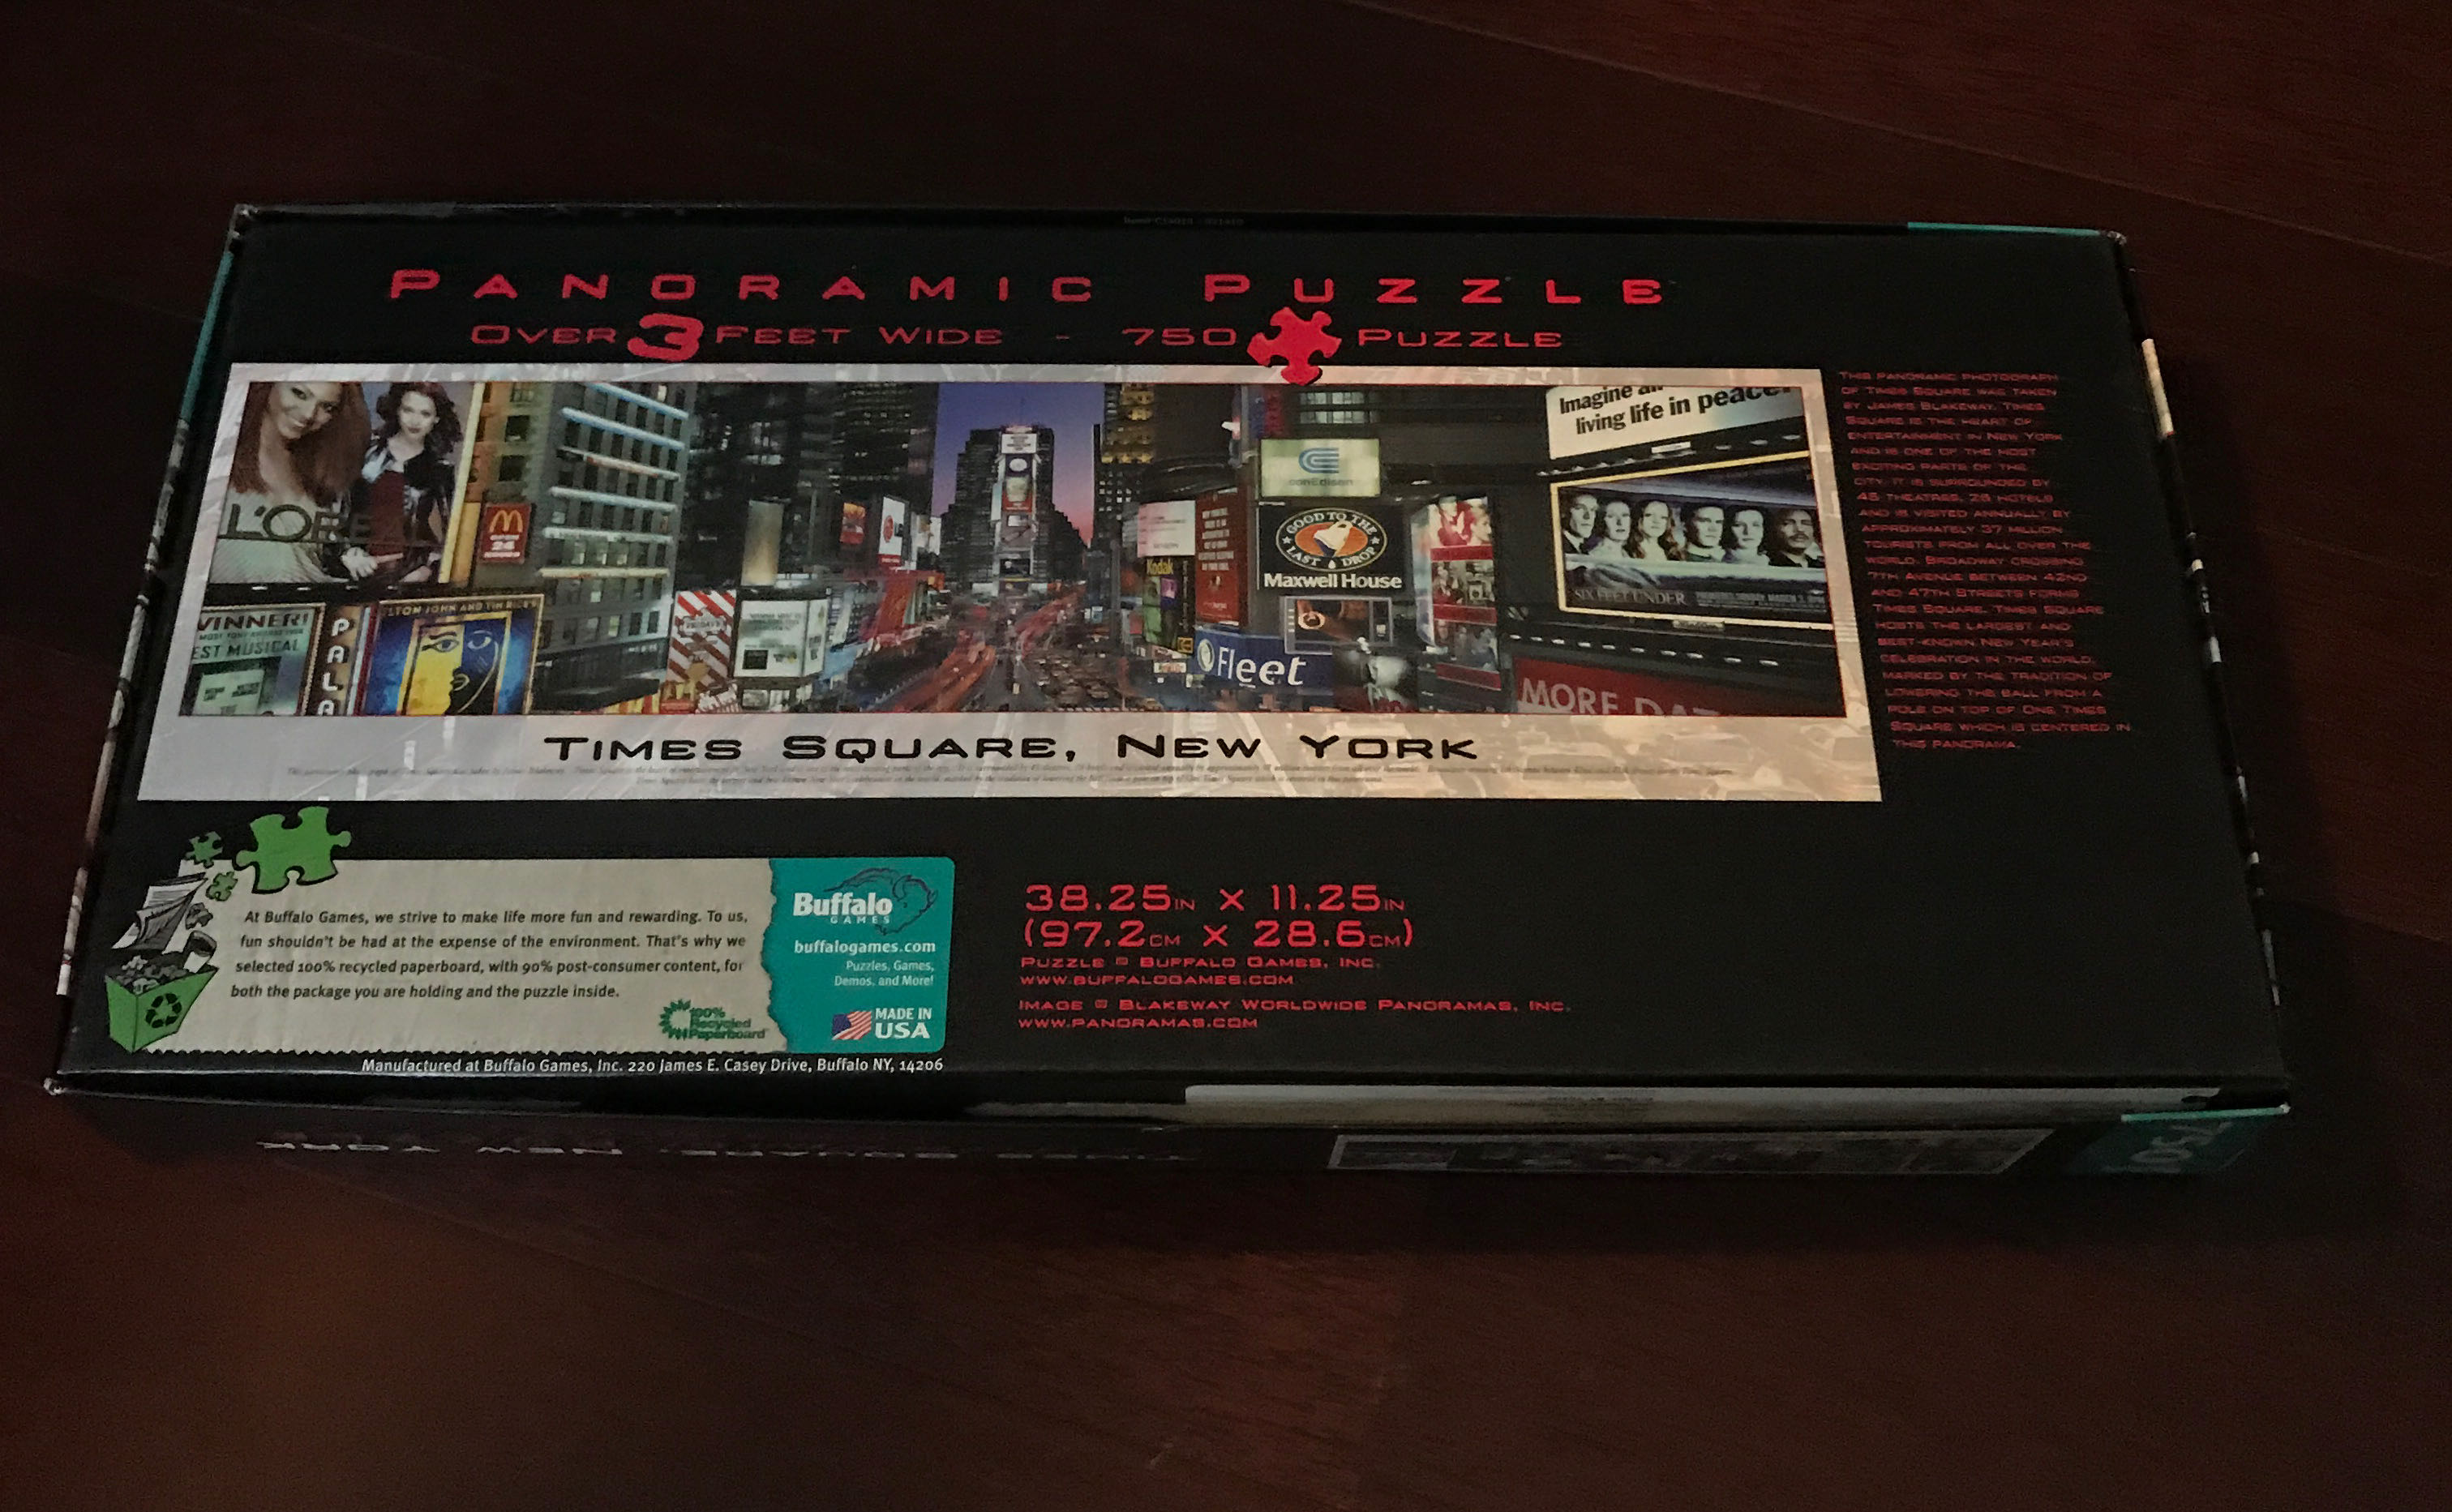 PANORAMIC PUZZLE
OVER 3 FEET WIDE - 750 PUZZLE
L'OREAL
M
OPEN
24
WINNER!
EST MUSICAL
PALA
ELTON JOHN AND TIM RICE'S
Kodak
conEdison
GOOD TO THE
LAST DROP
Maxwell House
Fleet
Imagine all
living life in peace.
SIX FEET UNDER
MORE DA
TIMES SQUARE, NEW YORK
THIS PANORAMIC PHOTOGRAPH
OF TIMES SQUARE WAS TAKEN
BY JAMES BLAKEWAY. TIMES
SQUARE IS THE HEART OF
ENTERTAINMENT IN NEW YORK
AND IS ONE OF THE MOST
EXCITING PARTS OF THE
CITY. IT IS SURROUNDED BY
45 THEATRES, 28 HOTELS
AND IS VISITED ANNUALLY BY
APPROXIMATELY 37 MILLION
TOURISTS FROM ALL OVER THE
WORLD. BROADWAY CROSSING
7TH AVENUE BETWEEN 42ND
AND 47TH STREETS FORMS
TIMES SQUARE. TIMES SQUARE
HOSTS THE LARGEST AND
BEST-KNOWN NEW YEAR'S
CELEBRATION IN THE WORLD,
MARKED BY THE TRADITION OF
LOWERING THE BALL FROM A
POLE ON TOP OF ONE TIMES
SQUARE WHICH IS CENTERED IN
THIS PANORAMA.
At Buffalo Games, we strive to make life more fun and rewarding. To us,
fun shouldn't be had at the expense of the environment. That's why we
selected 100% recycled paperboard, with 90% post-consumer content, for
both the package you are holding and the puzzle inside.
100%
Recycled
Paperboard
Buffalo
GAMES
buffalogames.com
Puzzles, Games,
Demos, and More!
MADE IN
USA
Manufactured at Buffalo Games, Inc. 220 James E. Casey Drive, Buffalo NY, 14206
38.25IN X 11.25IN
(97.2CM X 28.6CM)
PUZZLE © BUFFALO GAMES, INC.
WWW.BUFFALOGAMES.COM
IMAGE © BLAKEWAY WORLDWIDE PANORAMAS, INC.
WWW.PANORAMAS.COM
TIMES SQUARE, NEW YORK
750